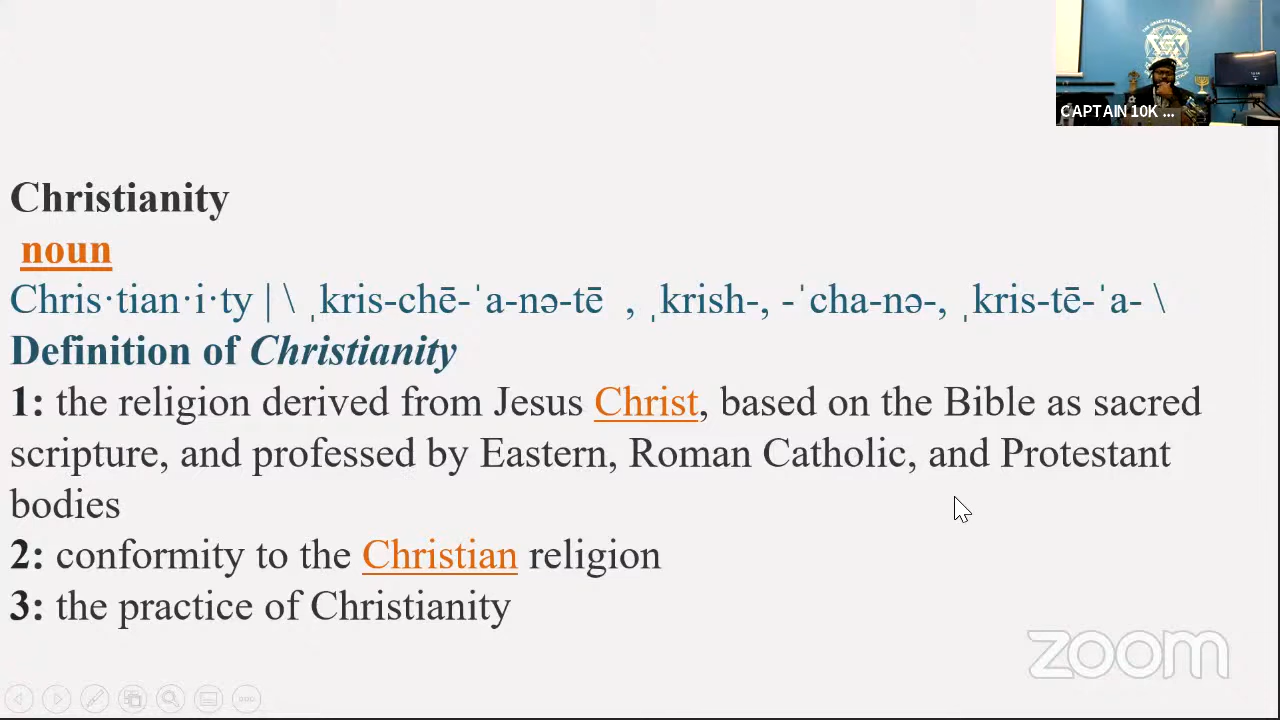 CAPTAIN 10K ...
Christianity
noun
Chris·tian·i·ty | \ ˌkris-chē-ˈa-nə-tē , ˌkrish-, -ˈcha-nə-, ˌkris-tē-ˈa- \
Definition of Christianity
1: the religion derived from Jesus Christ, based on the Bible as sacred
scripture, and professed by Eastern, Roman Catholic, and Protestant
bodies
2: conformity to the Christian religion
3: the practice of Christianity
zoom